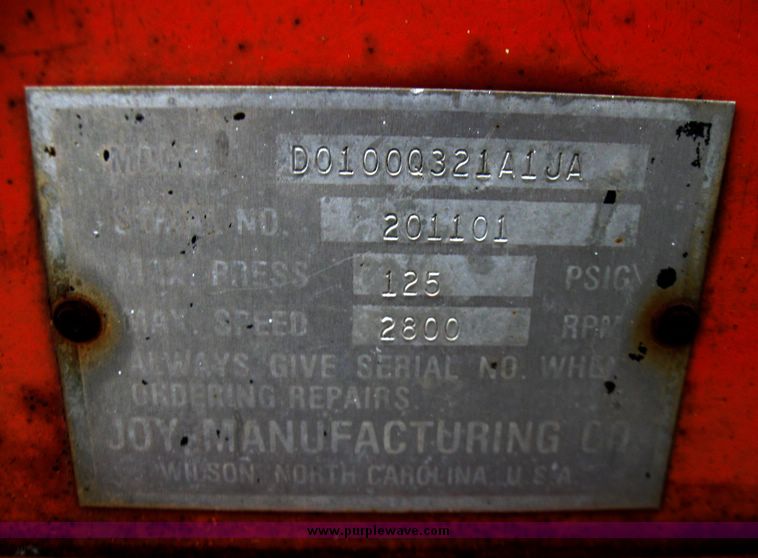 MODEL D0100Q321A1JA
SERIAL NO. 201101
MAX. PRESS 125 PSIG
MAX. SPEED 2800 RPM
ALWAYS GIVE SERIAL NO. WHEN
ORDERING REPAIRS.
JOY MANUFACTURING CO.
WILSON, NORTH CAROLINA, U.S.A.
www.purplewave.com